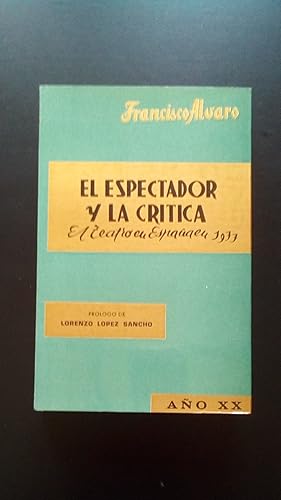 Francisco Alvaro
EL ESPECTADOR
Y LA CRITICA
El Teatro en España en 1977
PROLOGO DE
LORENZO LOPEZ SANCHO
AÑO XX